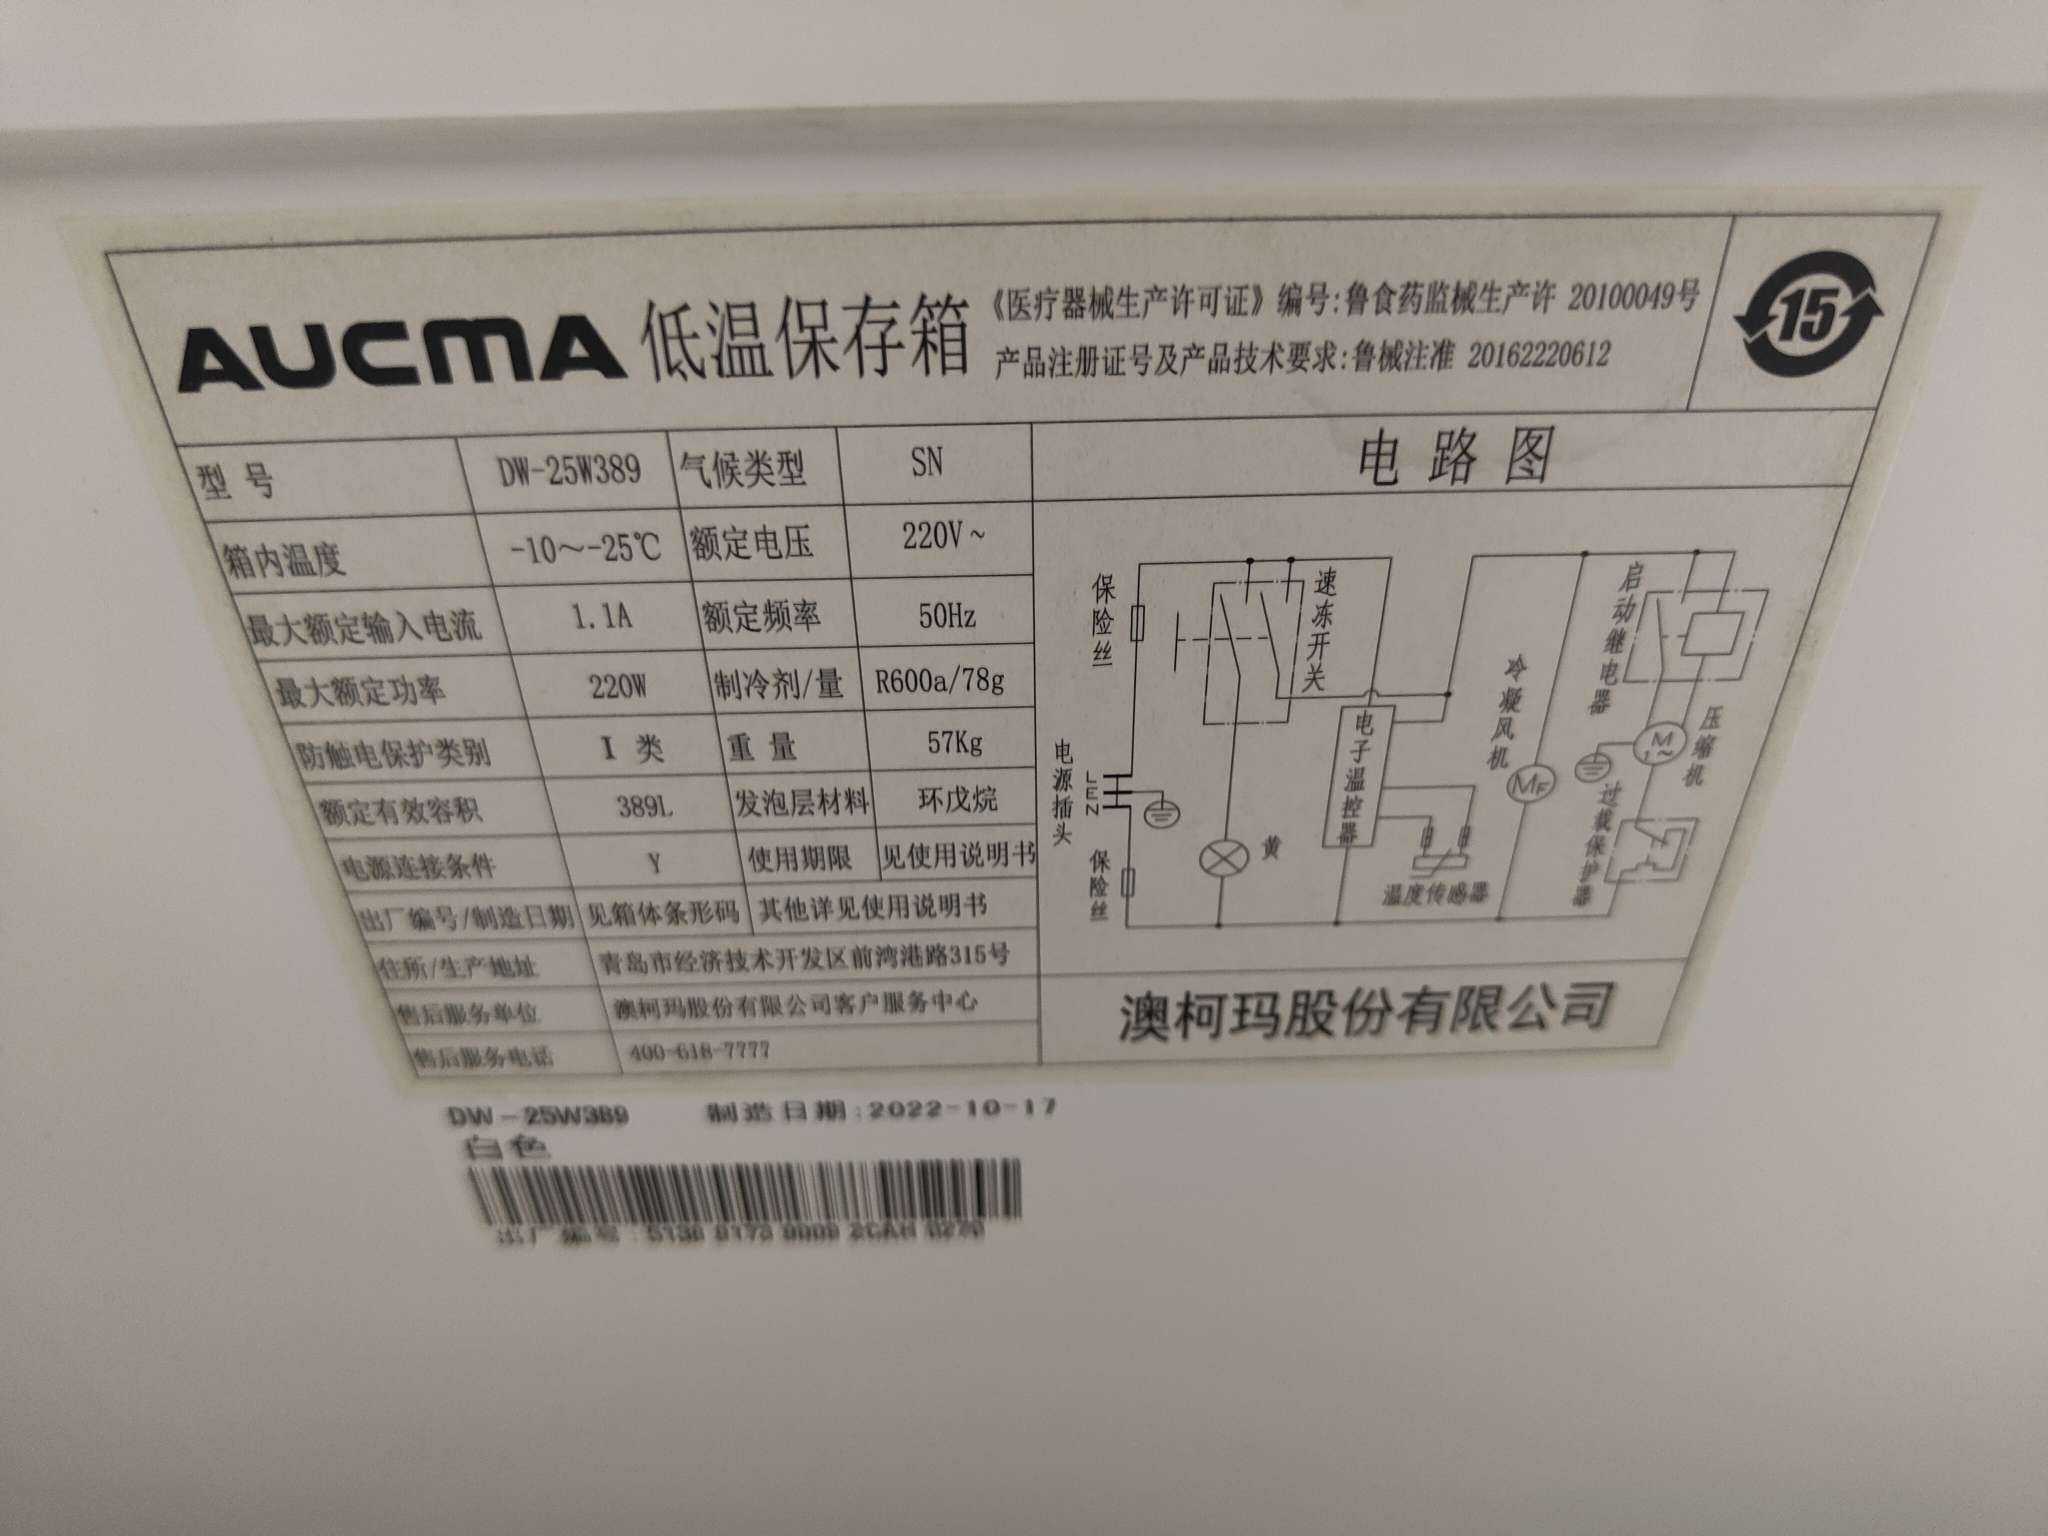 AUCMA 低温保存箱
《医疗器械生产许可证》编号:鲁食药监械生产许 20100049号
产品注册证号及产品技术要求:鲁械注准 20162220612
15
型 号 DW-25W389 气候类型 SN
箱内温度 -10～-25℃ 额定电压 220V～
最大额定输入电流 1.1A 额定频率 50Hz
最大额定功率 220W 制冷剂/量 R600a/78g
防触电保护类别 I 类 重 量 57Kg
额定有效容积 389L 发泡层材料 环戊烷
电源连接条件 Y 使用期限 见使用说明书
出厂编号/制造日期 见箱体条形码 其他详见使用说明书
住所/生产地址 青岛市经济技术开发区前湾港路315号
售后服务单位 澳柯玛股份有限公司客户服务中心
售后服务电话 400-618-7777
电 路 图
保险丝
速冻开关
启动继电器
冷凝风机
压缩机
M
1~
MF
电子温控器
电源插头
L
E
N
过载保护器
黄
保险丝
温度传感器
澳柯玛股份有限公司
DW-25W389 制造日期:2022-10-17
白色
出厂编号: